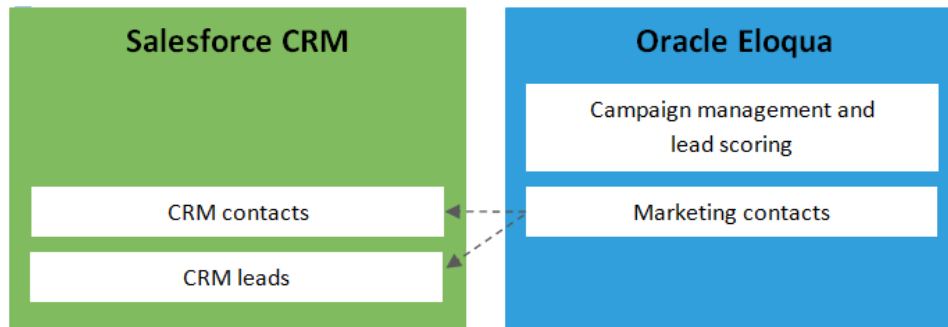 Salesforce CRM
CRM contacts
CRM leads
Oracle Eloqua
Campaign management and
lead scoring
Marketing contacts